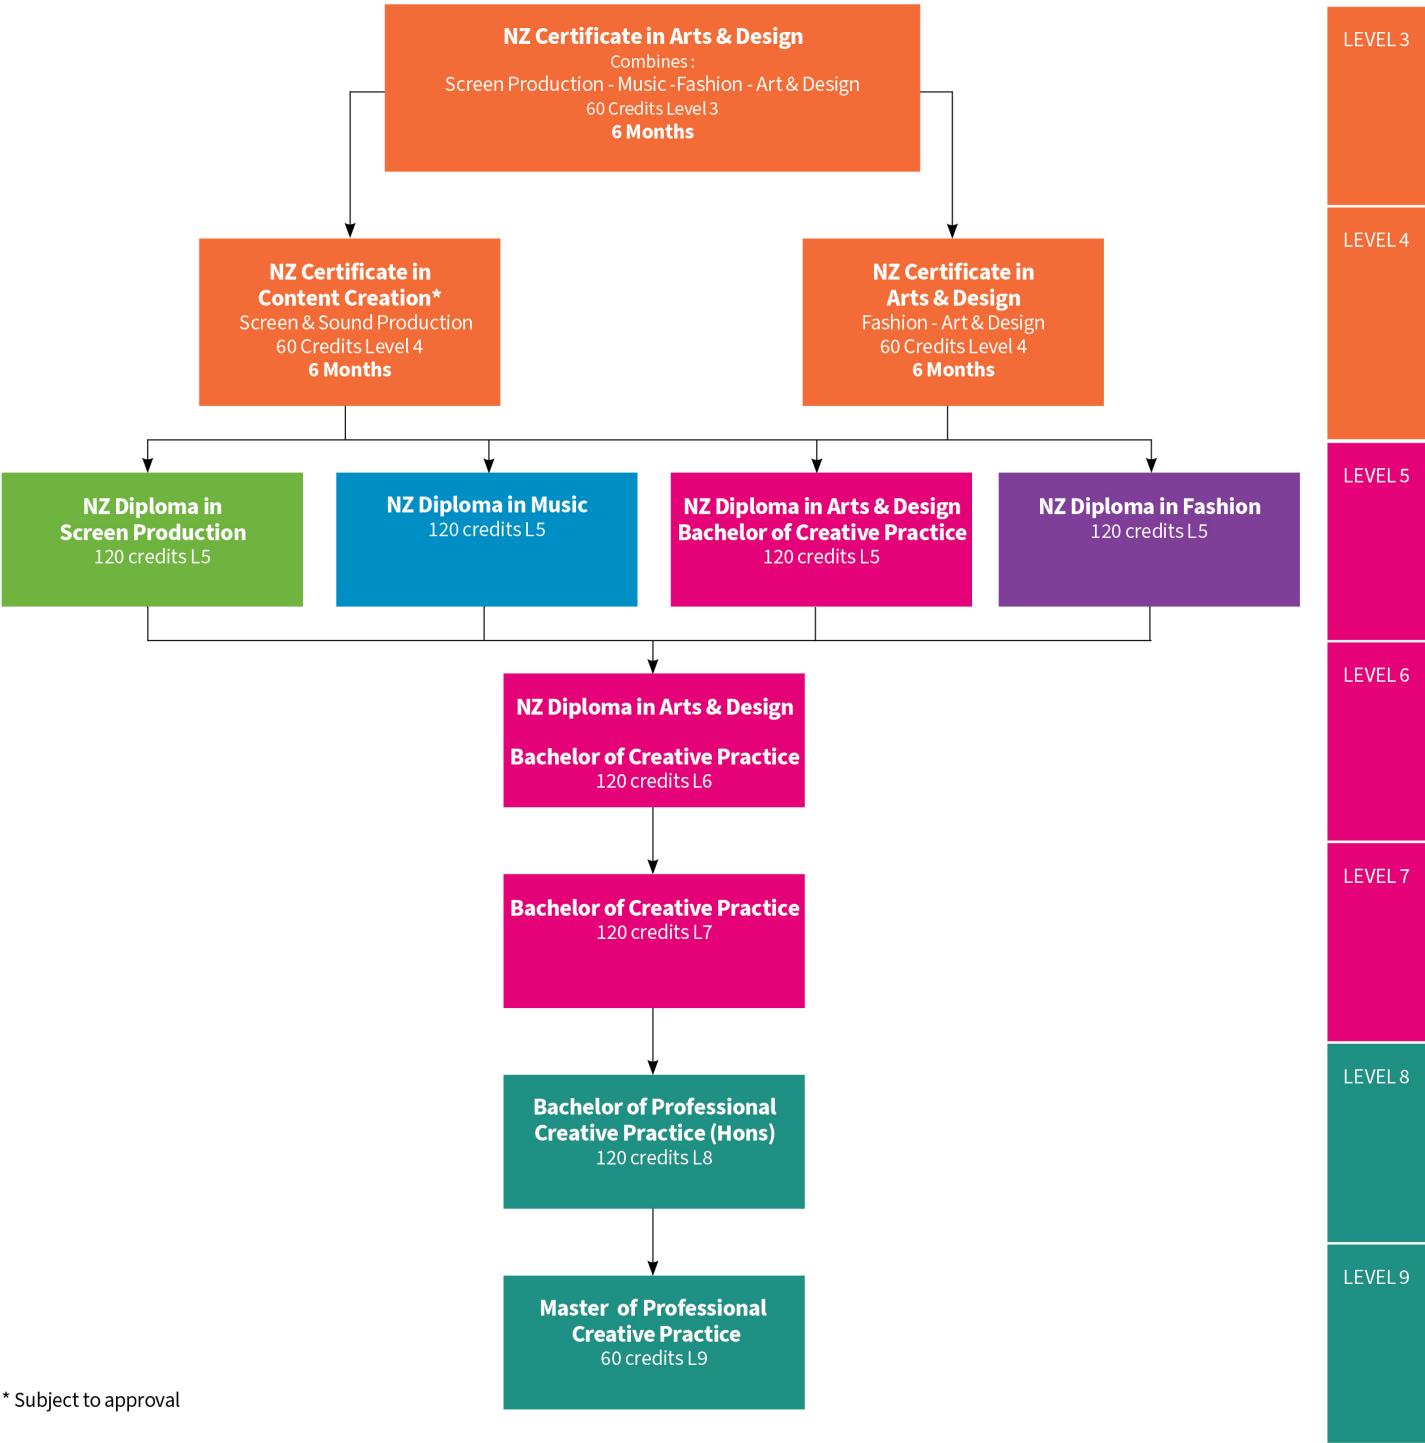 NZ Certificate in Arts & Design
Combines :
Screen Production - Music -Fashion - Art & Design
60 Credits Level 3
6 Months
LEVEL 3
NZ Certificate in
Content Creation*
Screen & Sound Production
60 Credits Level 4
6 Months
NZ Certificate in
Arts & Design
Fashion - Art & Design
60 Credits Level 4
6 Months
LEVEL 4
NZ Diploma in
Screen Production
120 credits L5
NZ Diploma in Music
120 credits L5
NZ Diploma in Arts & Design
Bachelor of Creative Practice
120 credits L5
NZ Diploma in Fashion
120 credits L5
LEVEL 5
NZ Diploma in Arts & Design
Bachelor of Creative Practice
120 credits L6
LEVEL 6
Bachelor of Creative Practice
120 credits L7
LEVEL 7
Bachelor of Professional
Creative Practice (Hons)
120 credits L8
LEVEL 8
Master  of Professional
Creative Practice
60 credits L9
LEVEL 9
* Subject to approval